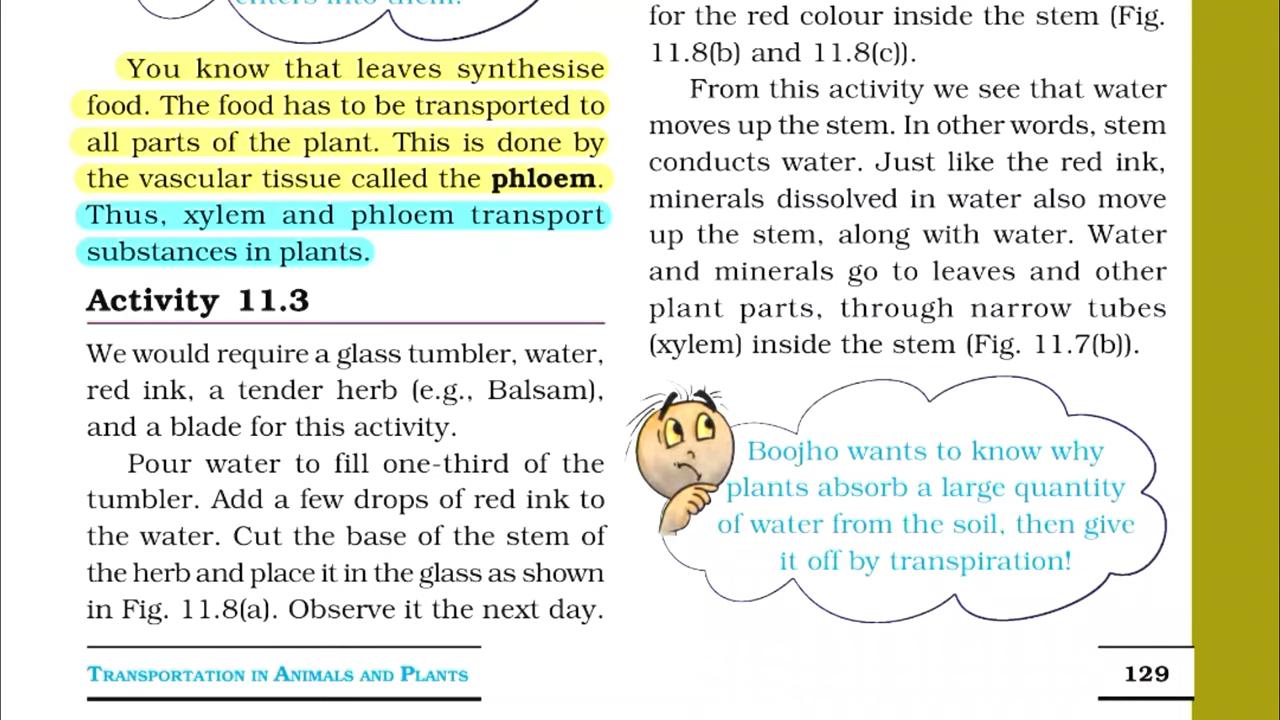 enters into them!
You know that leaves synthesise
food. The food has to be transported to
all parts of the plant. This is done by
the vascular tissue called the phloem.
Thus, xylem and phloem transport
substances in plants.
Activity 11.3
We would require a glass tumbler, water,
red ink, a tender herb (e.g., Balsam),
and a blade for this activity.
Pour water to fill one-third of the
tumbler. Add a few drops of red ink to
the water. Cut the base of the stem of
the herb and place it in the glass as shown
in Fig. 11.8(a). Observe it the next day.
for the red colour inside the stem (Fig.
11.8(b) and 11.8(c)).
From this activity we see that water
moves up the stem. In other words, stem
conducts water. Just like the red ink,
minerals dissolved in water also move
up the stem, along with water. Water
and minerals go to leaves and other
plant parts, through narrow tubes
(xylem) inside the stem (Fig. 11.7(b)).
Boojho wants to know why
plants absorb a large quantity
of water from the soil, then give
it off by transpiration!
TRANSPORTATION IN ANIMALS AND PLANTS
129